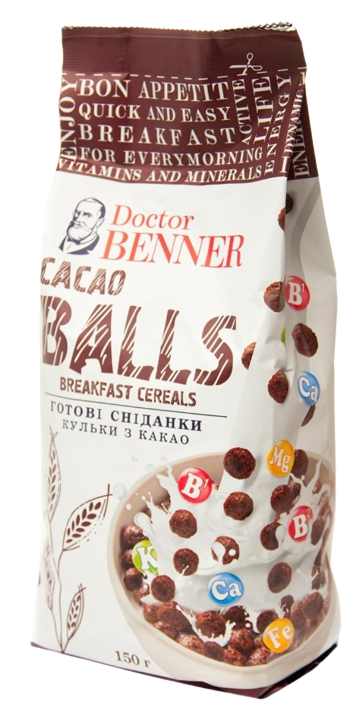 ENJOY
BON APPETIT
QUICK AND EASY
BREAKFAST
FOR EVERYMORNING
VITAMINS AND MINERALS
ACTIVE
LIFE
ENERGY
Doctor
BENNER
CACAO
BALLS
BREAKFAST CEREALS
ГОТОВІ СНІДАНКИ
КУЛЬКИ З КАКАО
Ca
Mg
K
Ca
Fe
150 г